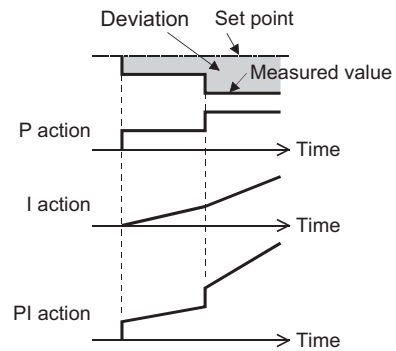 Deviation
Set point
Measured value
P action
Time
I action
Time
PI action
Time